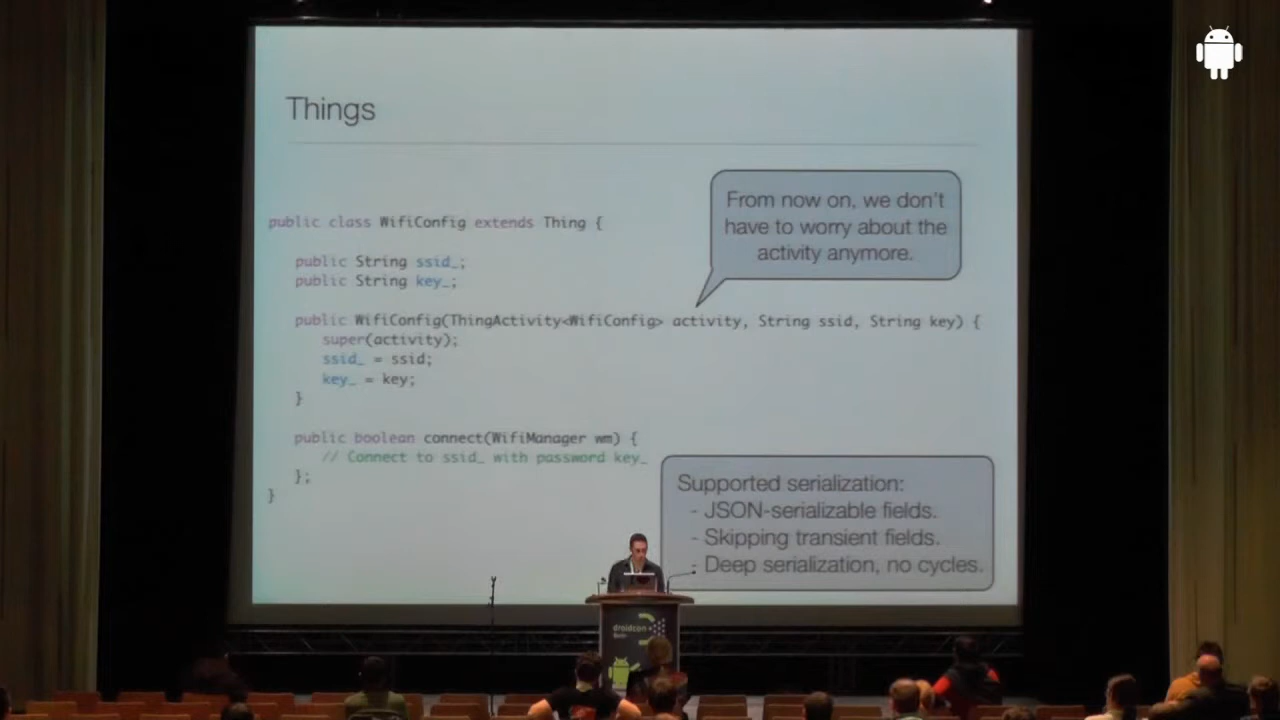 Things
From now on, we don't
have to worry about the
activity anymore.
public class WifiConfig extends Thing {
public String ssid_;
public String key_;
public WifiConfig(ThingActivity<WifiConfig> activity, String ssid, String key) {
super(activity);
ssid_ = ssid;
key_ = key;
}
public boolean connect(WifiManager wm) {
// Connect to ssid_ with password key_
};
}
Supported serialization:
- JSON-serializable fields.
- Skipping transient fields.
- Deep serialization, no cycles.
droidcon
Berlin